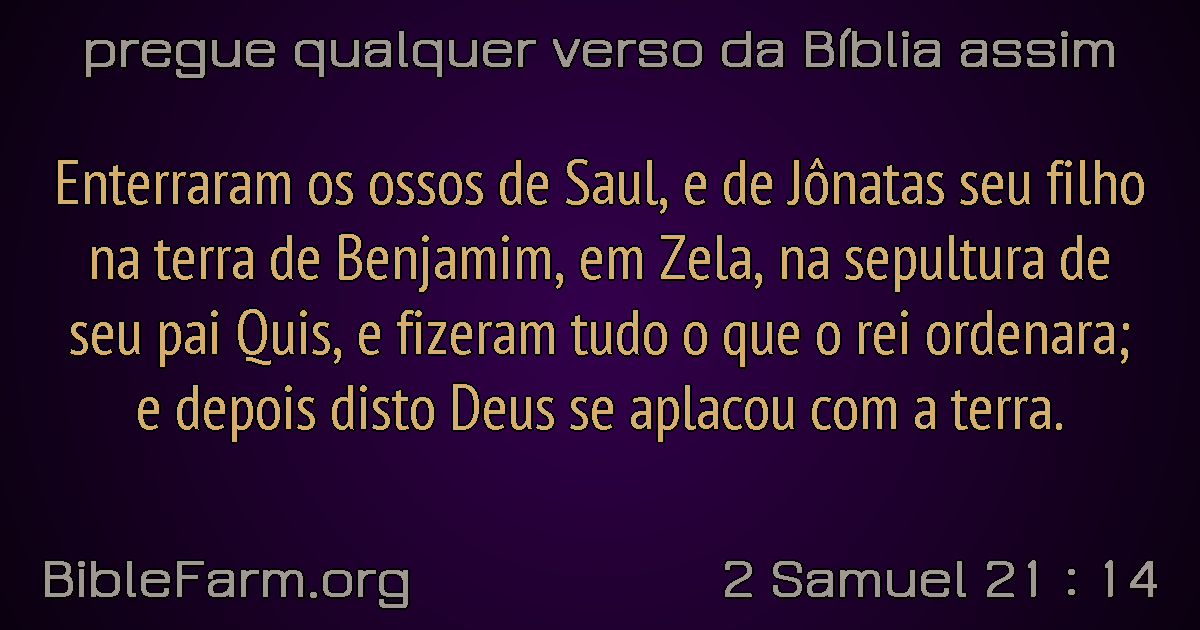 pregue qualquer verso da Bíblia assim
Enterraram os ossos de Saul, e de Jônatas seu filho
na terra de Benjamim, em Zela, na sepultura de
seu pai Quis, e fizeram tudo o que o rei ordenara;
e depois disto Deus se aplacou com a terra.
BibleFarm.org
2 Samuel 21 : 14